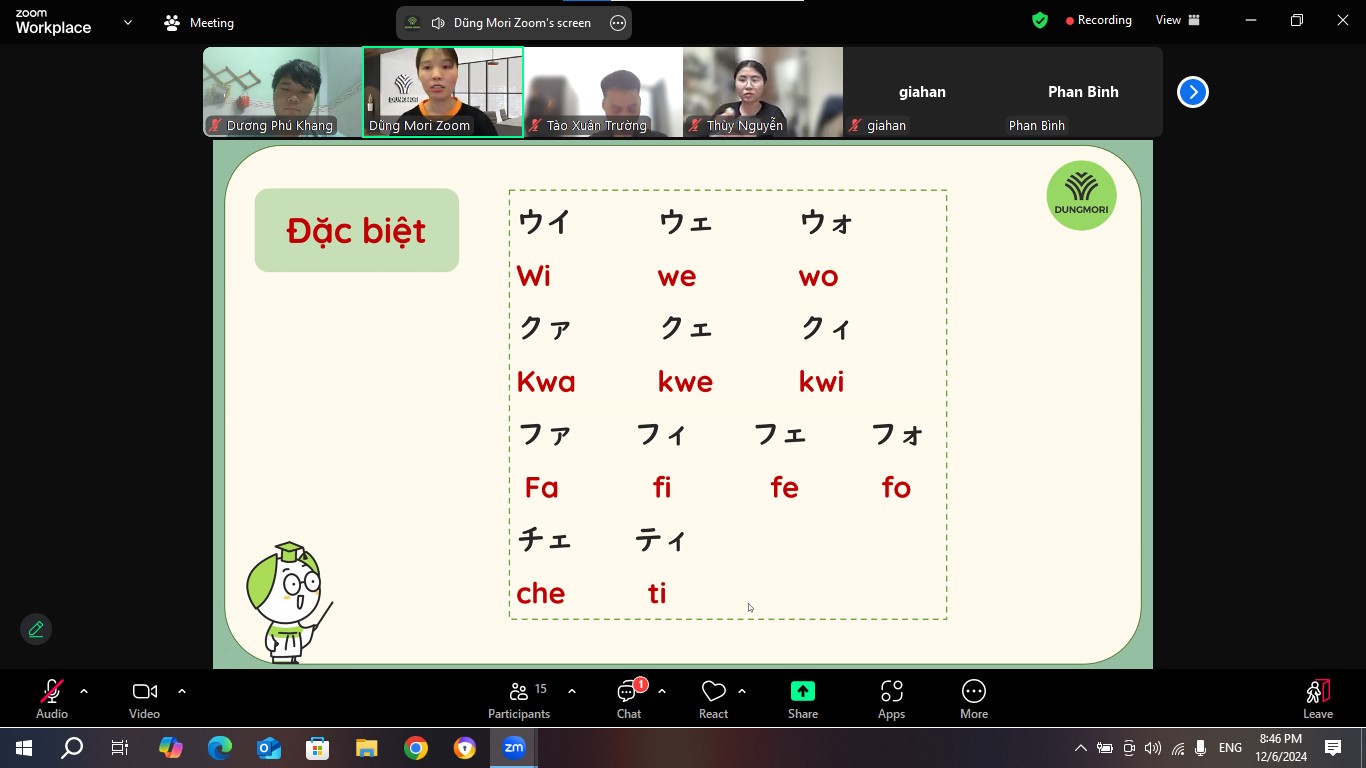 zoom
Workplace
Meeting
Dũng Mori Zoom's screen
Recording
View
DUNGMORI
giahan
Phan Bình
Dương Phú Khang
Dũng Mori Zoom
Tào Xuân Trường
Thùy Nguyễn
giahan
Phan Bình
Đặc biệt
DUNGMORI
ウイ ウェ ウォ
Wi we wo
クァ クェ クィ
Kwa kwe kwi
ファ フィ フェ フォ
Fa fi fe fo
チェ ティ
che ti
Audio
Video
Participants
15
Chat
1
React
Share
Apps
More
Leave
zm
ENG
8:46 PM
12/6/2024